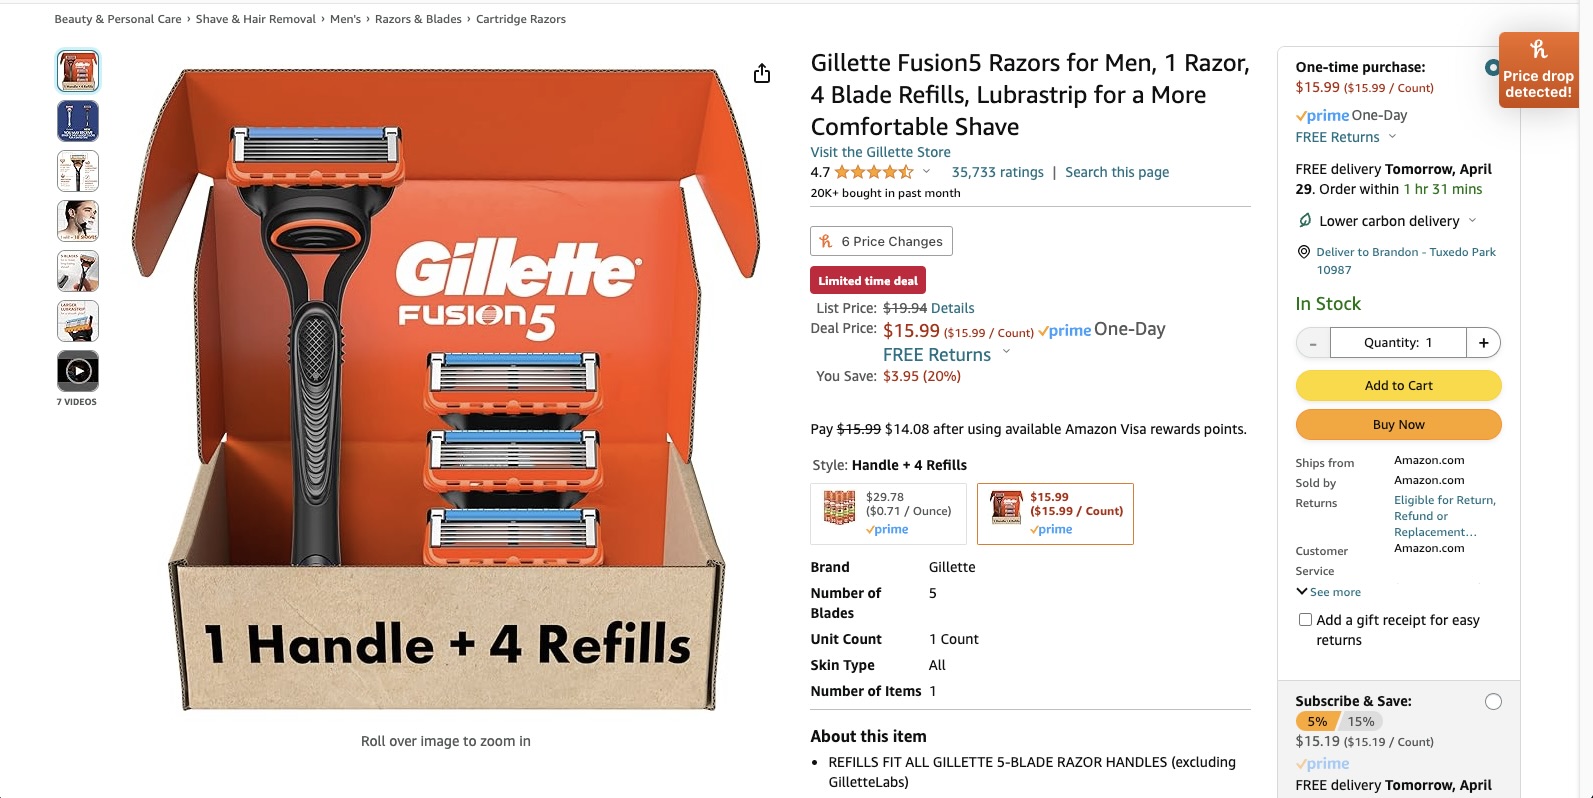 Beauty & Personal Care › Shave & Hair Removal › Men's › Razors & Blades › Cartridge Razors
7 VIDEOS
Gillette
FUSION5
1 Handle + 4 Refills
Roll over image to zoom in
Gillette Fusion5 Razors for Men, 1 Razor,
4 Blade Refills, Lubrastrip for a More
Comfortable Shave
Visit the Gillette Store
4.7 35,733 ratings | Search this page
20K+ bought in past month
6 Price Changes
Limited time deal
List Price: $19.94 Details
Deal Price: $15.99 ($15.99 / Count) prime One-Day
FREE Returns
You Save: $3.95 (20%)
Pay $15.99 $14.08 after using available Amazon Visa rewards points.
Style: Handle + 4 Refills
$29.78
($0.71 / Ounce)
prime
$15.99
($15.99 / Count)
prime
Brand Gillette
Number of 5
Blades
Unit Count 1 Count
Skin Type All
Number of Items 1
About this item
• REFILLS FIT ALL GILLETTE 5-BLADE RAZOR HANDLES (excluding
GilletteLabs)
One-time purchase:
$15.99 ($15.99 / Count)
prime One-Day
FREE Returns
FREE delivery Tomorrow, April
29. Order within 1 hr 31 mins
Lower carbon delivery
Deliver to Brandon - Tuxedo Park
10987
In Stock
- Quantity: 1 +
Add to Cart
Buy Now
Ships from Amazon.com
Sold by Amazon.com
Returns Eligible for Return,
Refund or
Replacement...
Customer Amazon.com
Service
See more
Add a gift receipt for easy
returns
Subscribe & Save:
5% 15%
$15.19 ($15.19 / Count)
prime
FREE delivery Tomorrow, April
Price drop
detected!